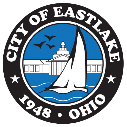 CITY OF EASTLAKE
1948 • OHIO